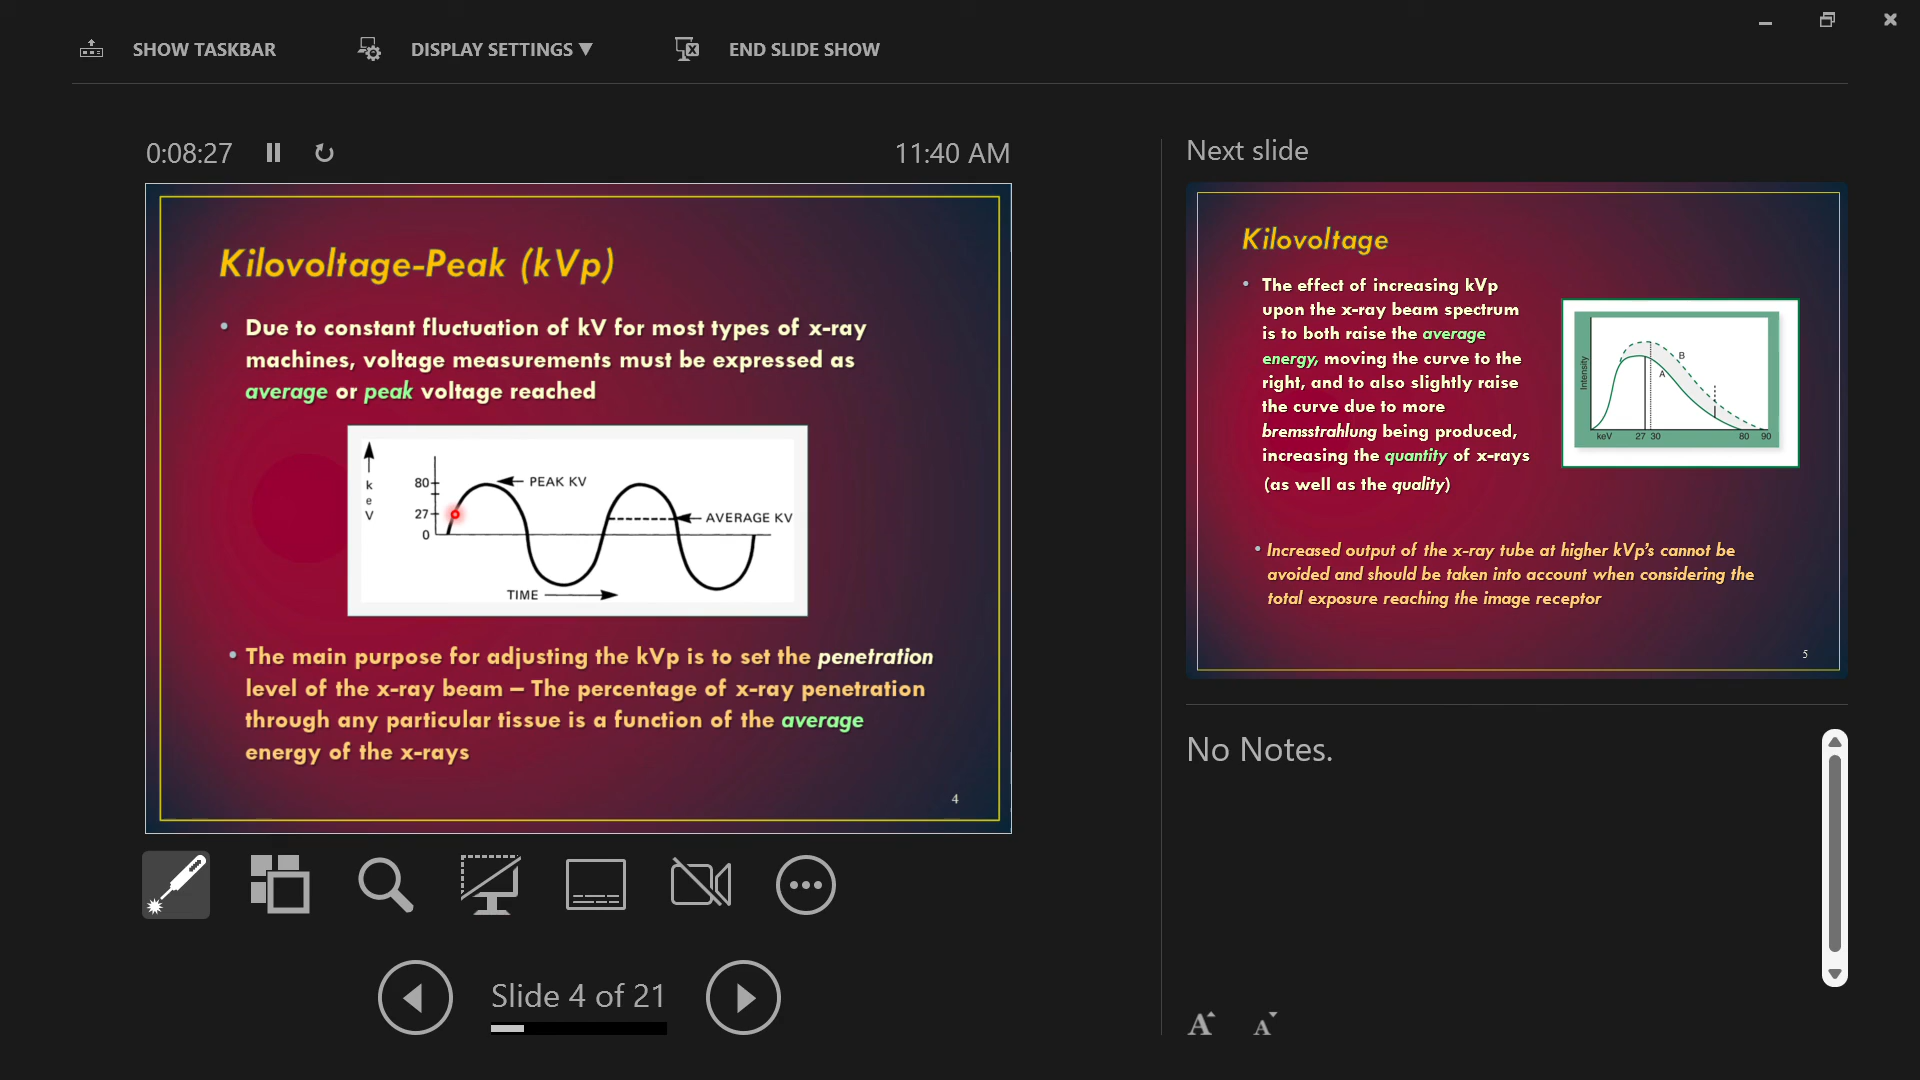 SHOW TASKBAR
DISPLAY SETTINGS ▼
END SLIDE SHOW
0:08:27
11:40 AM
Kilovoltage-Peak (kVp)
• Due to constant fluctuation of kV for most types of x-ray
machines, voltage measurements must be expressed as
average or peak voltage reached
k
e
V
80
27
0
PEAK KV
AVERAGE KV
TIME
• The main purpose for adjusting the kVp is to set the penetration
level of the x-ray beam – The percentage of x-ray penetration
through any particular tissue is a function of the average
energy of the x-rays
4
Slide 4 of 21
Next slide
Kilovoltage
• The effect of increasing kVp
upon the x-ray beam spectrum
is to both raise the average
energy, moving the curve to the
right, and to also slightly raise
the curve due to more
bremsstrahlung being produced,
increasing the quantity of x-rays
(as well as the quality)
Intensity
B
A
keV 27 30 80 90
• Increased output of the x-ray tube at higher kVp's cannot be
avoided and should be taken into account when considering the
total exposure reaching the image receptor
5
No Notes.
A A